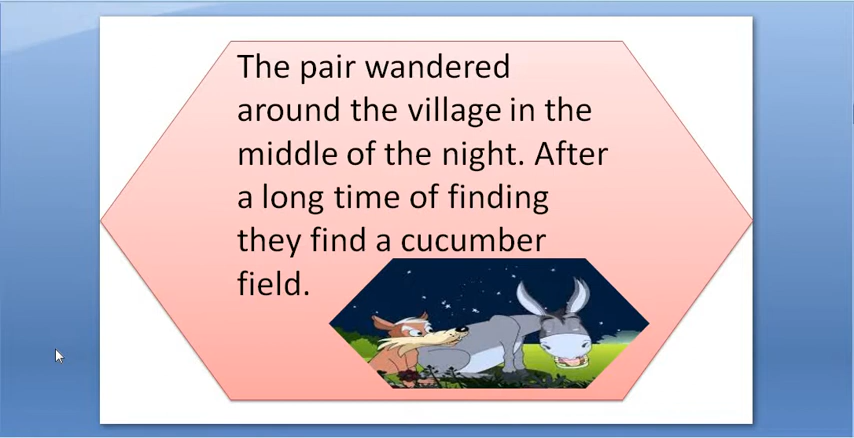 The pair wandered
around the village in the
middle of the night. After
a long time of finding
they find a cucumber
field.